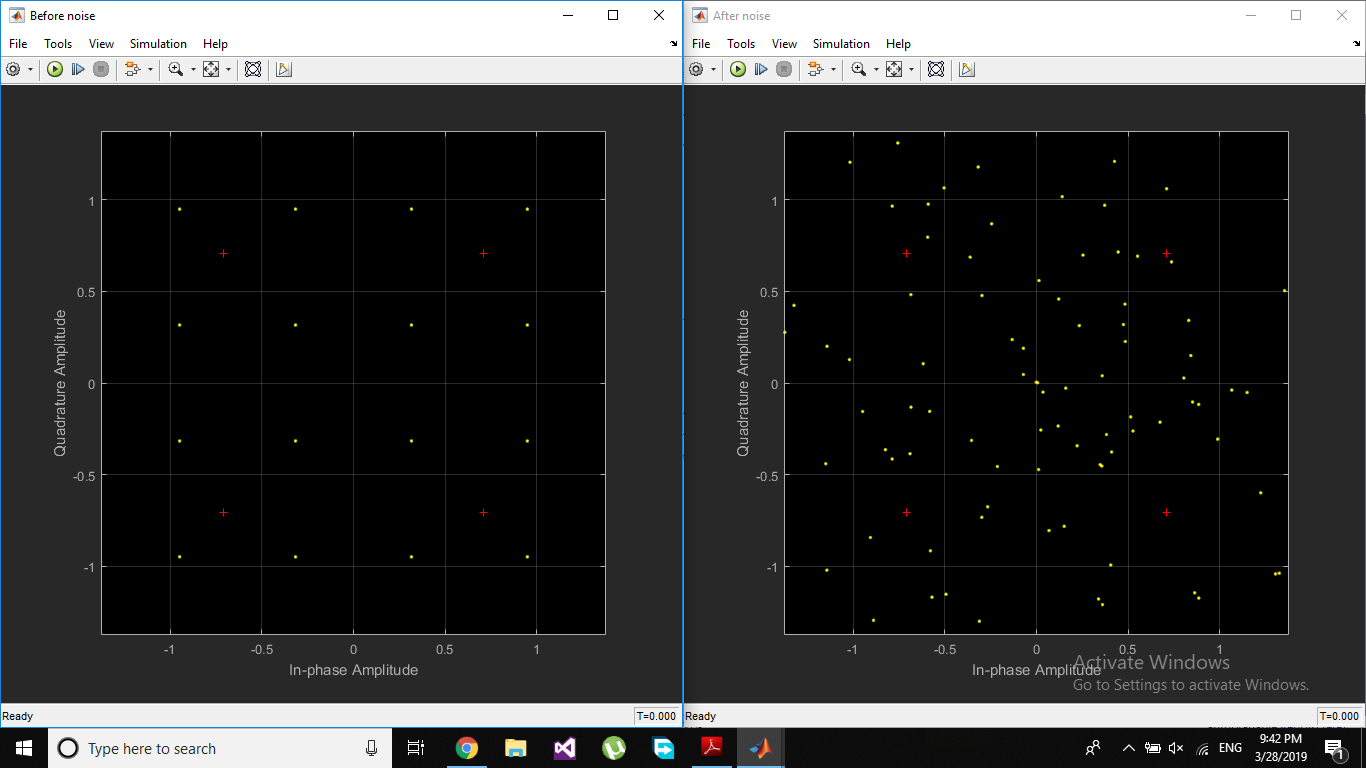 Before noise
File Tools View Simulation Help
1
0.5
0
-0.5
-1
Quadrature Amplitude
-1 -0.5 0 0.5 1
In-phase Amplitude
Ready T=0.000
After noise
File Tools View Simulation Help
1
0.5
0
-0.5
-1
Quadrature Amplitude
-1 -0.5 0 0.5 1
In-phase Amplitude
Activate Windows
Go to Settings to activate Windows.
Ready T=0.000
Type here to search
ENG
9:42 PM
3/28/2019
1